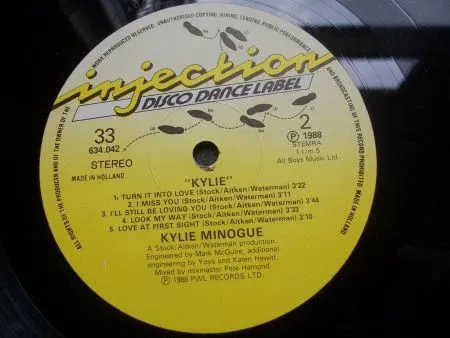 ALL RIGHTS OF THE PRODUCER AND OF THE OWNER OF THE WORK REPRODUCED RESERVED. UNAUTHORISED COPYING, HIRING, LENDING, PUBLIC PERFORMANCE AND BROADCASTING OF THIS RECORD PROHIBITED. MADE IN HOLLAND
injection
DISCO DANCE LABEL
33
634.042
STEREO
MADE IN HOLLAND
2
℗ 1988
STEMRA
1 t/m 5
All Boys Music Ltd.
"KYLIE"
1. TURN IT INTO LOVE (Stock/Aitken/Waterman) 3'22
2. I MISS YOU (Stock/Aitken/Waterman) 3'11
3. I'LL STILL BE LOVING YOU (Stock/Aitken/Waterman) 3'44
4. LOOK MY WAY (Stock/Aitken/Waterman) 3'33
5. LOVE AT FIRST SIGHT (Stock/Aitken/Waterman) 3'10
KYLIE MINOGUE
A Stock/Aitken/Waterman production.
Engineered by Mark McGuire, additional
engineering by Yoyo and Karen Hewitt.
Mixed by mixmaster Pete Hamond.
℗ 1988 PWL RECORDS LTD.